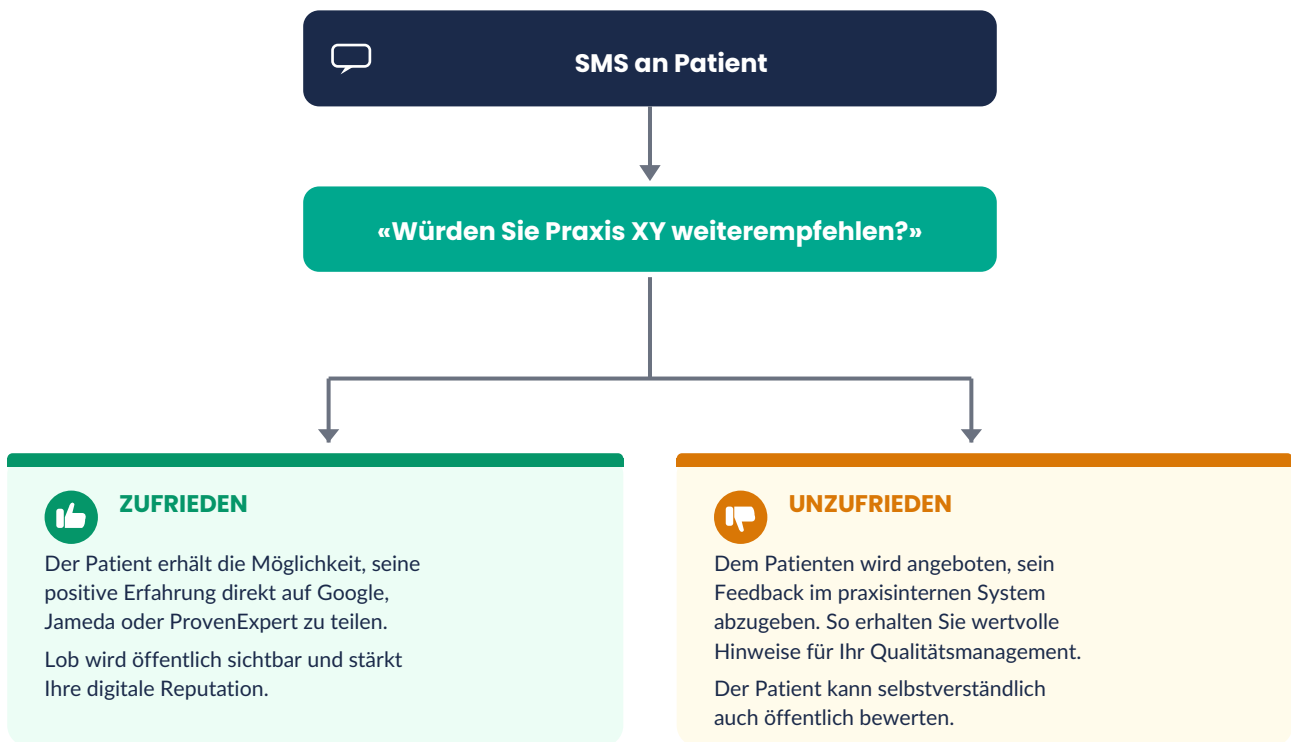 SMS an Patient
«Würden Sie Praxis XY weiterempfehlen?»
ZUFRIEDEN
Der Patient erhält die Möglichkeit, seine
positive Erfahrung direkt auf Google,
Jameda oder ProvenExpert zu teilen.
Lob wird öffentlich sichtbar und stärkt
Ihre digitale Reputation.
UNZUFRIEDEN
Dem Patienten wird angeboten, sein
Feedback im praxisinternen System
abzugeben. So erhalten Sie wertvolle
Hinweise für Ihr Qualitätsmanagement.
Der Patient kann selbstverständlich
auch öffentlich bewerten.